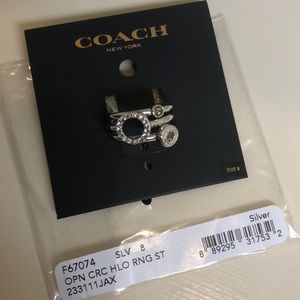 COACH
NEW YORK
SIZE 8
Silver
F67074 SLV 8
OPN CRC HLO RNG ST
233111JAX
8 89295 31753 2